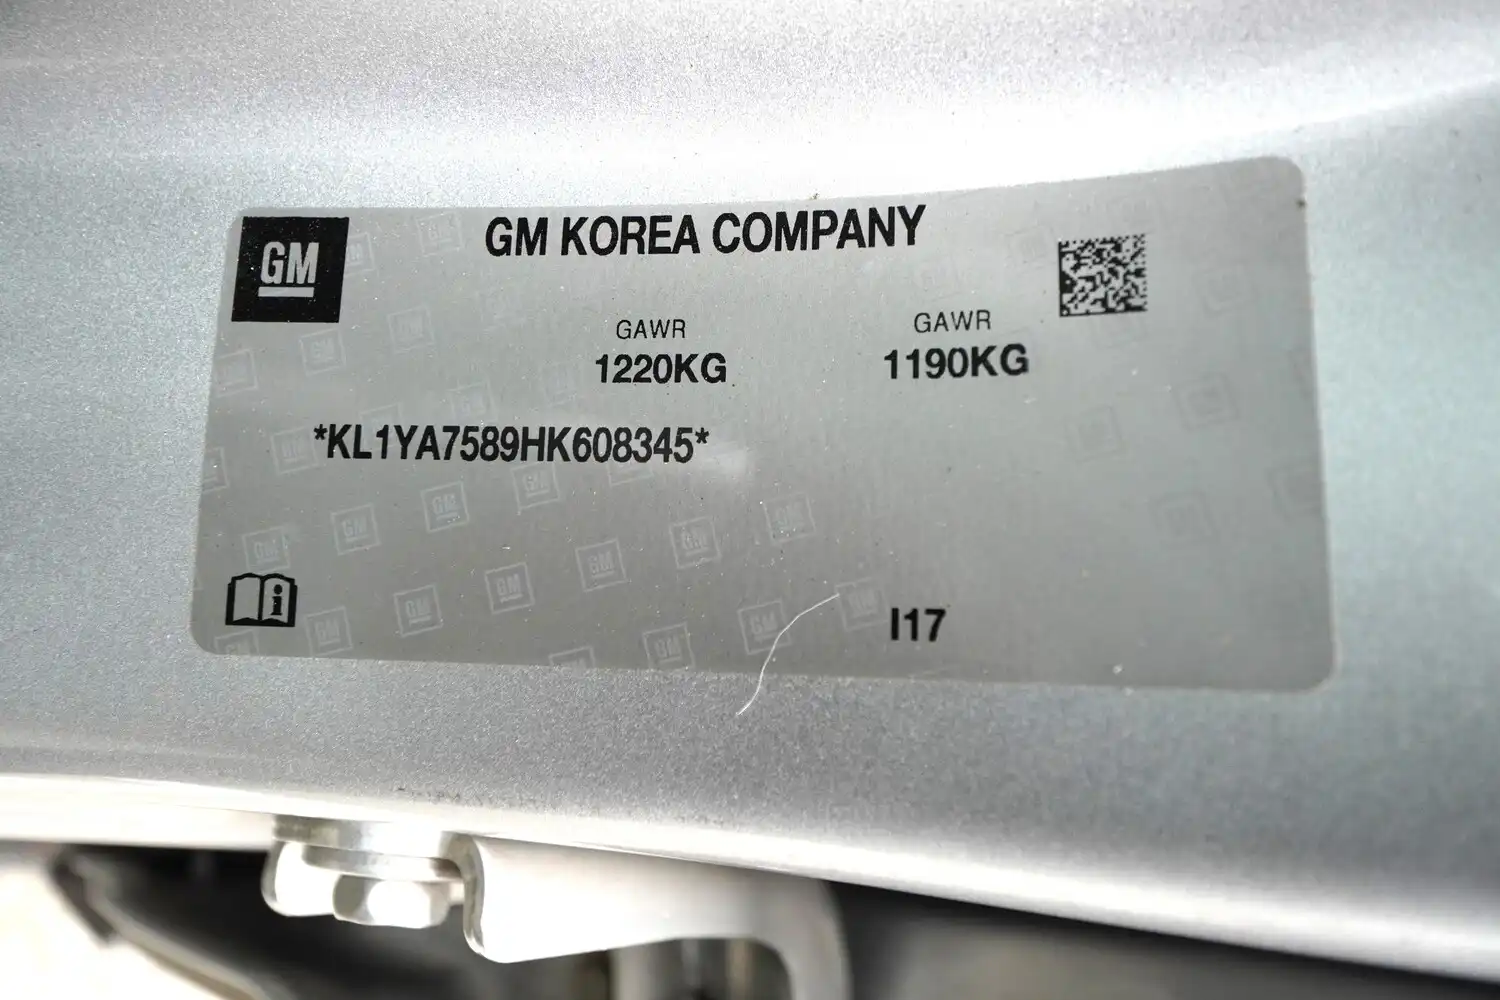 GM
GM KOREA COMPANY
GAWR
1220KG
GAWR
1190KG
*KL1YA7589HK608345*
I17